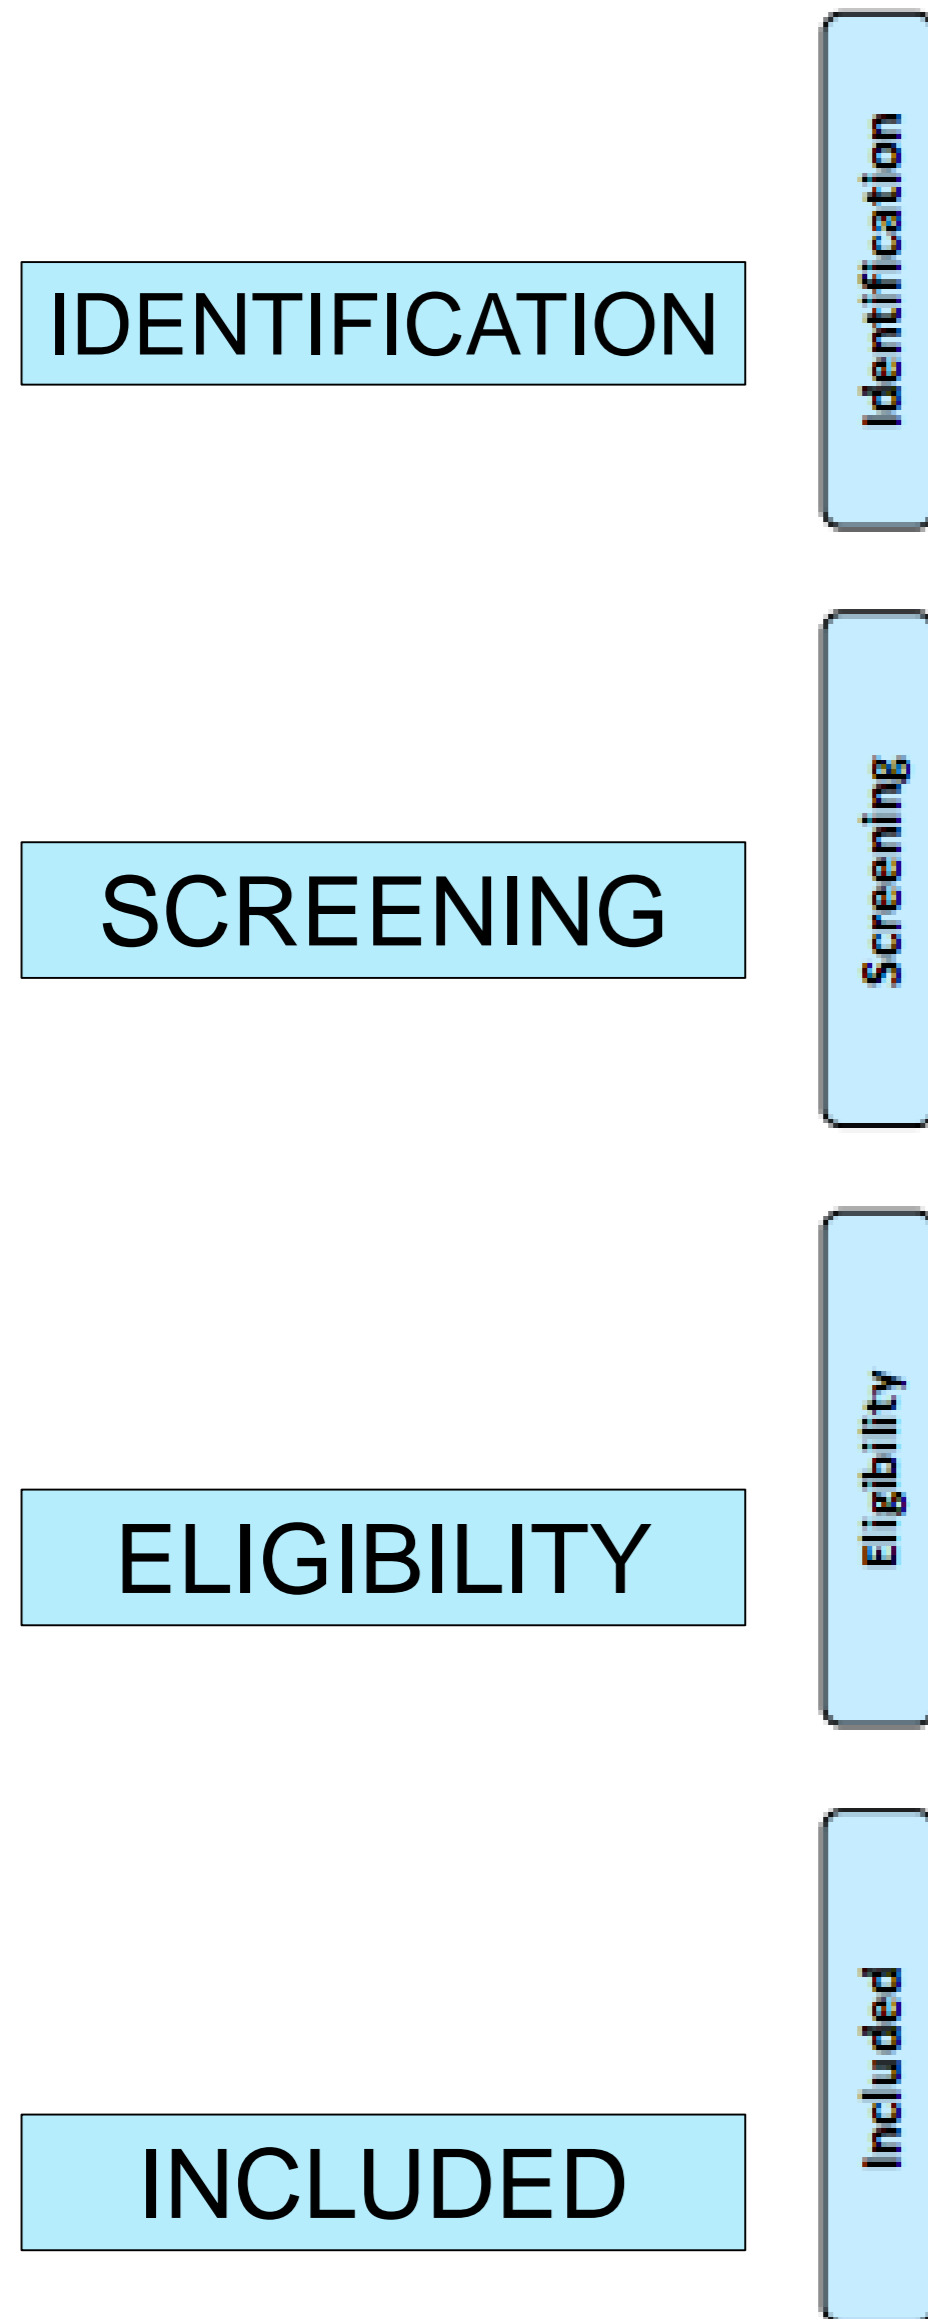 Identification
IDENTIFICATION
Screening
SCREENING
Eligibility
ELIGIBILITY
Included
INCLUDED